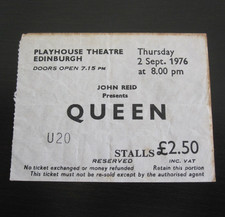 PLAYHOUSE THEATRE Thursday
EDINBURGH 2 Sept. 1976
DOORS OPEN 7.15 PM at 8.00 pm
JOHN REID
Presents
QUEEN
U20
STALLS £2.50
RESERVED INC. VAT
No ticket exchanged or money refunded Retain this portion
This ticket must not be re-sold except by the authorised agent